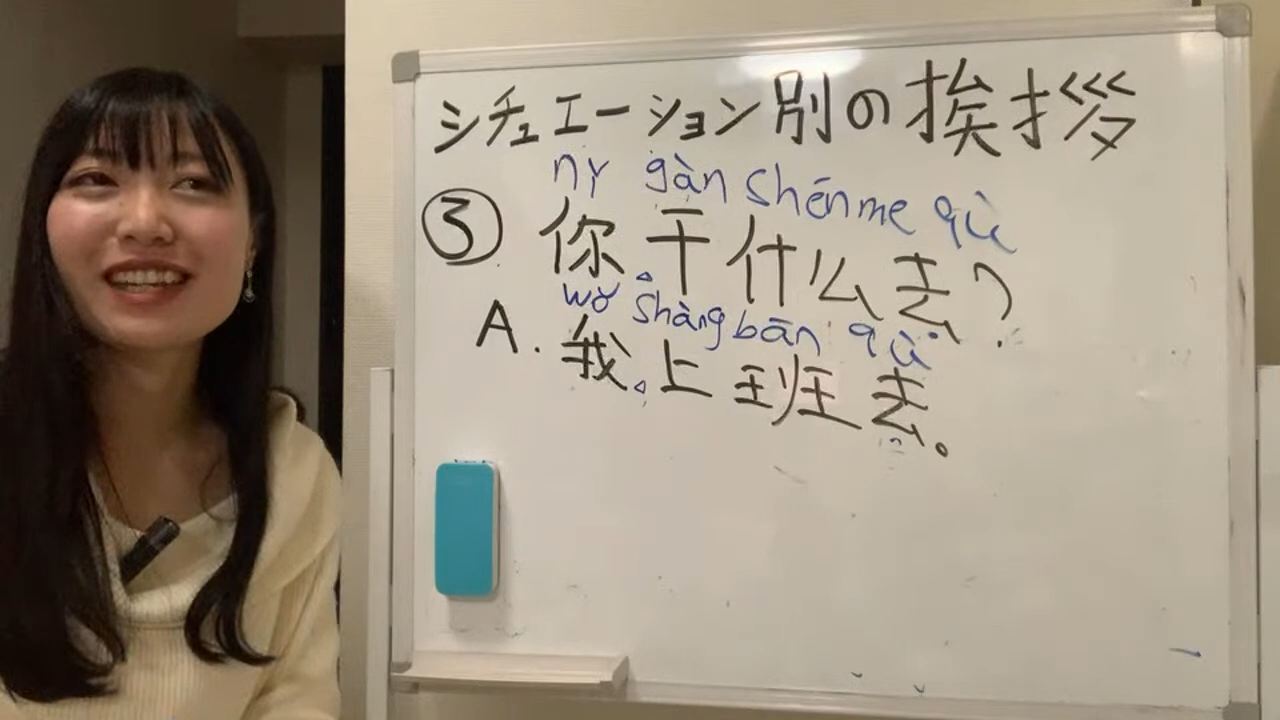 シチュエーション別の挨拶
nǐ gàn shénme qù
③ 你干什么去?
wǒ shàngbān qù
A. 我上班去。